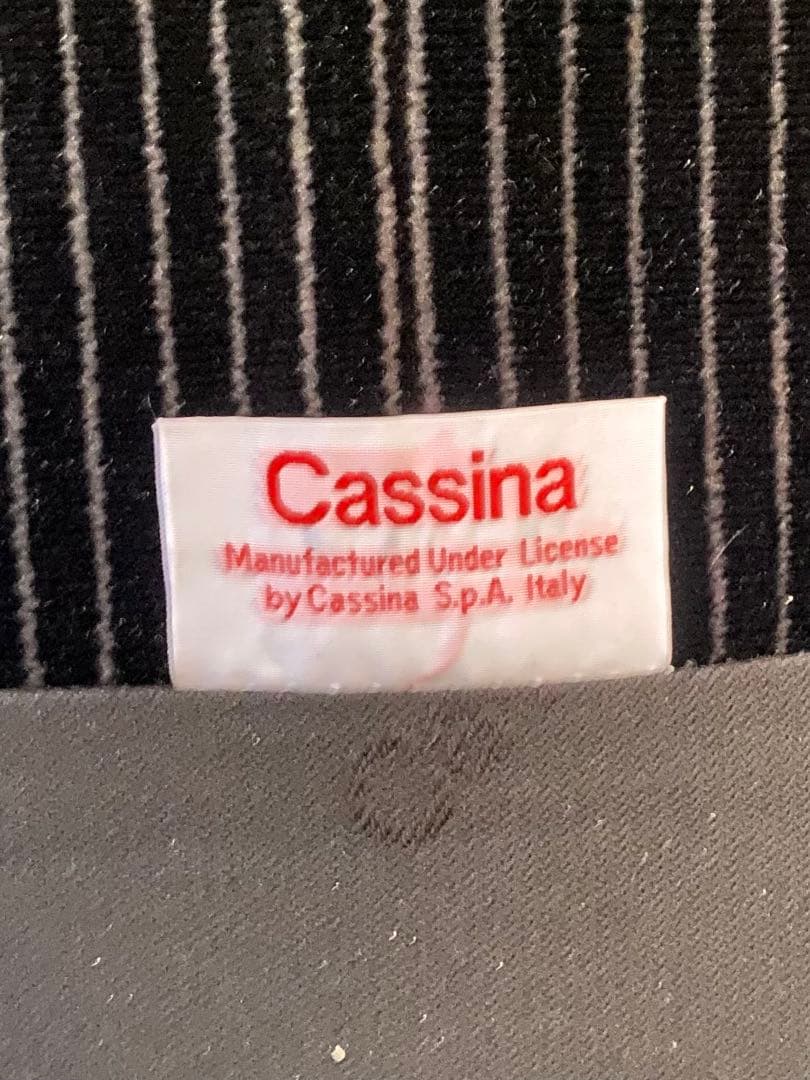 Cassina
Manufactured Under License
by Cassina S.p.A. Italy